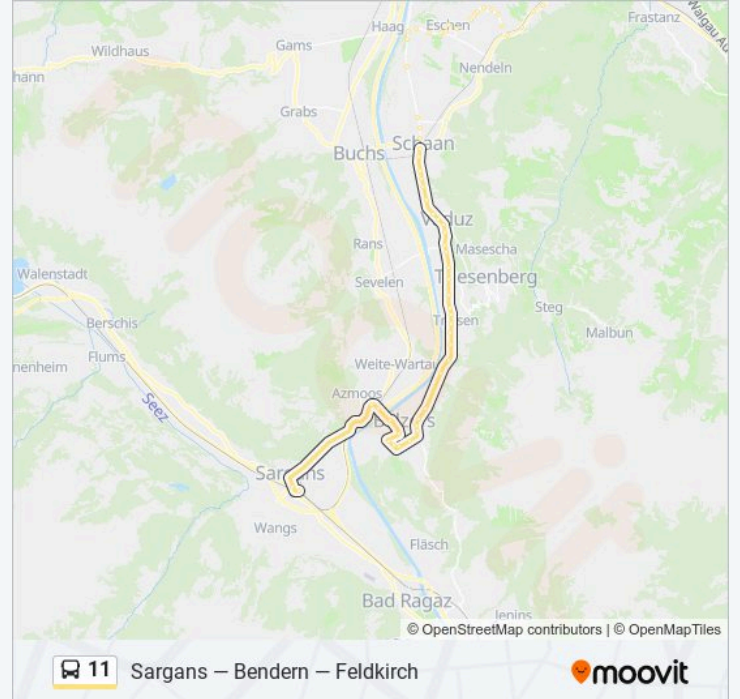 Haag
Eschen
Frastanz
Walgau Au
Gams
Wildhaus
Nendeln
hann
Grabs
Schaan
Buchs
Vaduz
Rans
Masescha
Walenstadt
Triesenberg
Sevelen
Steg
Berschis
Triesen
Malbun
Flums
nenheim
Weite-Wartau
Azmoos
Seez
Balzers
Sargans
Wangs
Fläsch
Bad Ragaz
Jenins
© OpenStreetMap contributors | © OpenMapTiles
11 Sargans — Bendern — Feldkirch
moovit